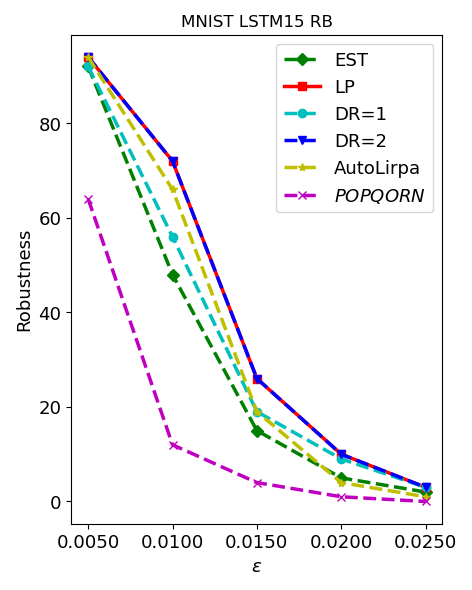 MNIST LSTM15 RB
EST
LP
DR=1
DR=2
AutoLirpa
POPQORN
Robustness
80
60
40
20
0
0.0050 0.0100 0.0150 0.0200 0.0250
ε